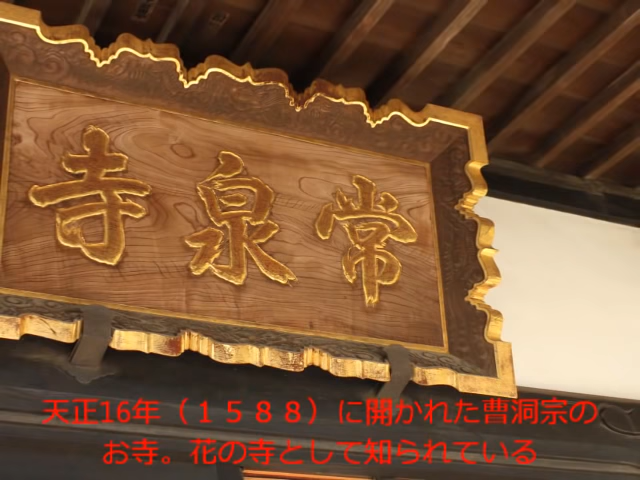 常泉寺
天正16年（１５８８）に開かれた曹洞宗の
お寺。花の寺として知られている